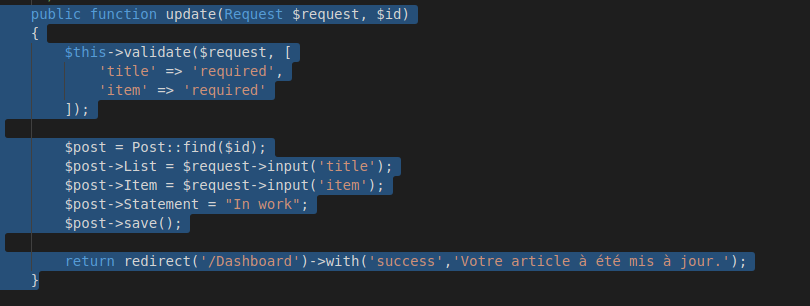 public function update(Request $request, $id)
{
$this->validate($request, [
'title' => 'required',
'item' => 'required'
]);
$post = Post::find($id);
$post->List = $request->input('title');
$post->Item = $request->input('item');
$post->Statement = "In work";
$post->save();
return redirect('/Dashboard')->with('success','Votre article à été mis à jour.');
}